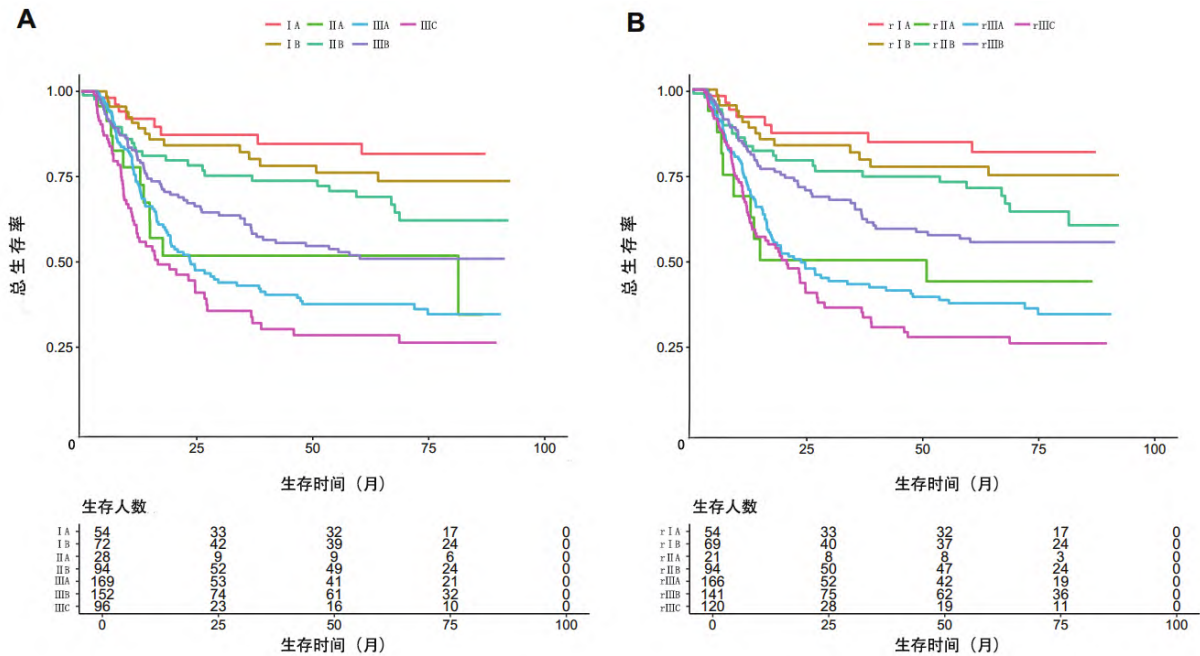 A
ⅠA ⅡA ⅢA ⅢC
ⅠB ⅡB ⅢB
1.00
0.75
0.50
0.25
0
总生存率
25 50 75 100
生存时间（月）
生存人数
ⅠA 54 33 32 17 0
ⅠB 72 42 39 24 0
ⅡA 28 9 9 6 0
ⅡB 94 52 49 24 0
ⅢA 169 53 41 21 0
ⅢB 152 74 61 32 0
ⅢC 96 23 16 10 0
0 25 50 75 100
生存时间（月）
B
rⅠA rⅡA rⅢA rⅢC
rⅠB rⅡB rⅢB
1.00
0.75
0.50
0.25
0
总生存率
25 50 75 100
生存时间（月）
生存人数
rⅠA 54 33 32 17 0
rⅠB 69 40 37 24 0
rⅡA 21 8 8 3 0
rⅡB 94 50 47 24 0
rⅢA 166 52 42 19 0
rⅢB 141 75 62 36 0
rⅢC 120 28 19 11 0
0 25 50 75 100
生存时间（月）